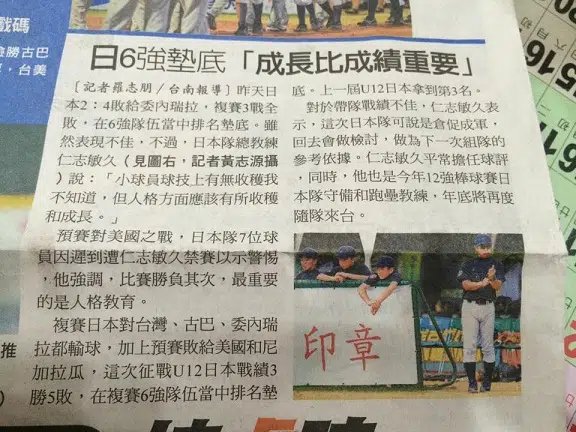 戲碼
險勝古巴
，台美
日6強墊底「成長比成績重要」
〔記者羅志朋／台南報導〕昨天日
本2：4敗給委內瑞拉，複賽3戰全
敗，在6強隊伍當中排名墊底。雖
然表現不佳，不過，日本隊總教練
仁志敏久（見圖右，記者黃志源攝
）說：「小球員球技上有無收穫我
不知道，但人格方面應該有所收穫
和成長。」
預賽對美國之戰，日本隊7位球
員因遲到遭仁志敏久禁賽以示警惕
，他強調，比賽勝負其次，最重要
的是人格教育。
複賽日本對台灣、古巴、委內瑞
拉都輸球，加上預賽敗給美國和尼
加拉瓜，這次征戰U12日本戰績3
勝5敗，在複賽6強隊伍當中排名墊
底。上一屆U12日本拿到第3名。
對於帶隊戰績不佳，仁志敏久表
示，這次日本隊可說是倉促成軍，
回去會做檢討，做為下一次組隊的
參考依據。仁志敏久平常擔任球評
，同時，他也是今年12強棒球賽日
本隊守備和跑壘教練，年底將再度
隨隊來台。
印章
推
15
16
17